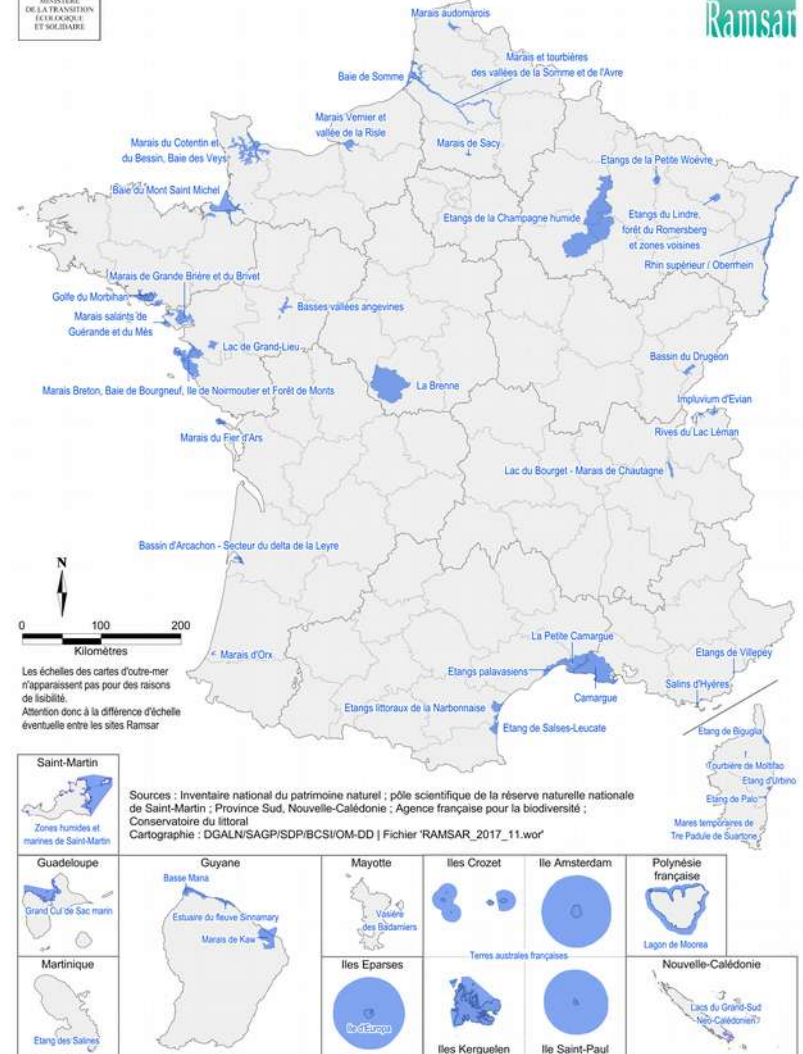 MINISTÈRE
DE LA TRANSITION
ÉCOLOGIQUE
ET SOLIDAIRE
Ramsar
Marais audomarois
Marais et tourbières
des vallées de la Somme et de l'Avre
Baie de Somme
Marais Vernier et
vallée de la Risle
Marais du Cotentin et
du Bessin, Baie des Veys
Marais de Sacy
Etangs de la Petite Woëvre
Baie du Mont Saint Michel
Etangs de la Champagne humide
Etangs du Lindre,
forêt du Romersberg
et zones voisines
Rhin supérieur / Oberrhein
Marais de Grande Brière et du Brivet
Golfe du Morbihan
Basses vallées angevines
Marais salants de
Guérande et du Més
Lac de Grand-Lieu
Bassin du Drugeon
La Brenne
Marais Breton, Baie de Bourgneuf, Ile de Noirmoutier et Forêt de Monts
Impluvium d'Evian
Marais du Fier d'Ars
Rives du Lac Léman
Lac du Bourget - Marais de Chautagne
Bassin d'Arcachon - Secteur du delta de la Leyre
N
0 100 200
Kilomètres
La Petite Camargue
Marais d'Orx
Etangs de Villepey
Etangs palavasiens
Les échelles des cartes d'outre-mer
n'apparaissent pas pour des raisons
de lisibilité.
Attention donc à la différence d'échelle
éventuelle entre les sites Ramsar
Salins d'Hyères
Camargue
Etangs littoraux de la Narbonnaise
Etang de Salses-Leucate
Etang de Biguglia
Tourbière de Moltifao
Etang d'Urbino
Etang de Palo
Mares temporaires de
Tre Padule de Suartone
Saint-Martin
Zones humides et
marines de Saint-Martin
Sources : Inventaire national du patrimoine naturel ; pôle scientifique de la réserve naturelle nationale
de Saint-Martin ; Province Sud, Nouvelle-Calédonie ; Agence française pour la biodiversité ;
Conservatoire du littoral
Cartographie : DGALN/SAGP/SDP/BCSI/OM-DD | Fichier 'RAMSAR_2017_11.wor'
Guadeloupe
Grand Cul de Sac marin
Guyane
Basse Mana
Estuaire du fleuve Sinnamary
Marais de Kaw
Mayotte
Vasière
des Badamiers
Iles Crozet
Ile Amsterdam
Polynésie
française
Lagon de Moorea
Terres australes françaises
Martinique
Etang des Salines
Iles Eparses
Ile d'Europa
Iles Kerguelen
Ile Saint-Paul
Nouvelle-Calédonie
Lacs du Grand-Sud
Néo-Calédonien